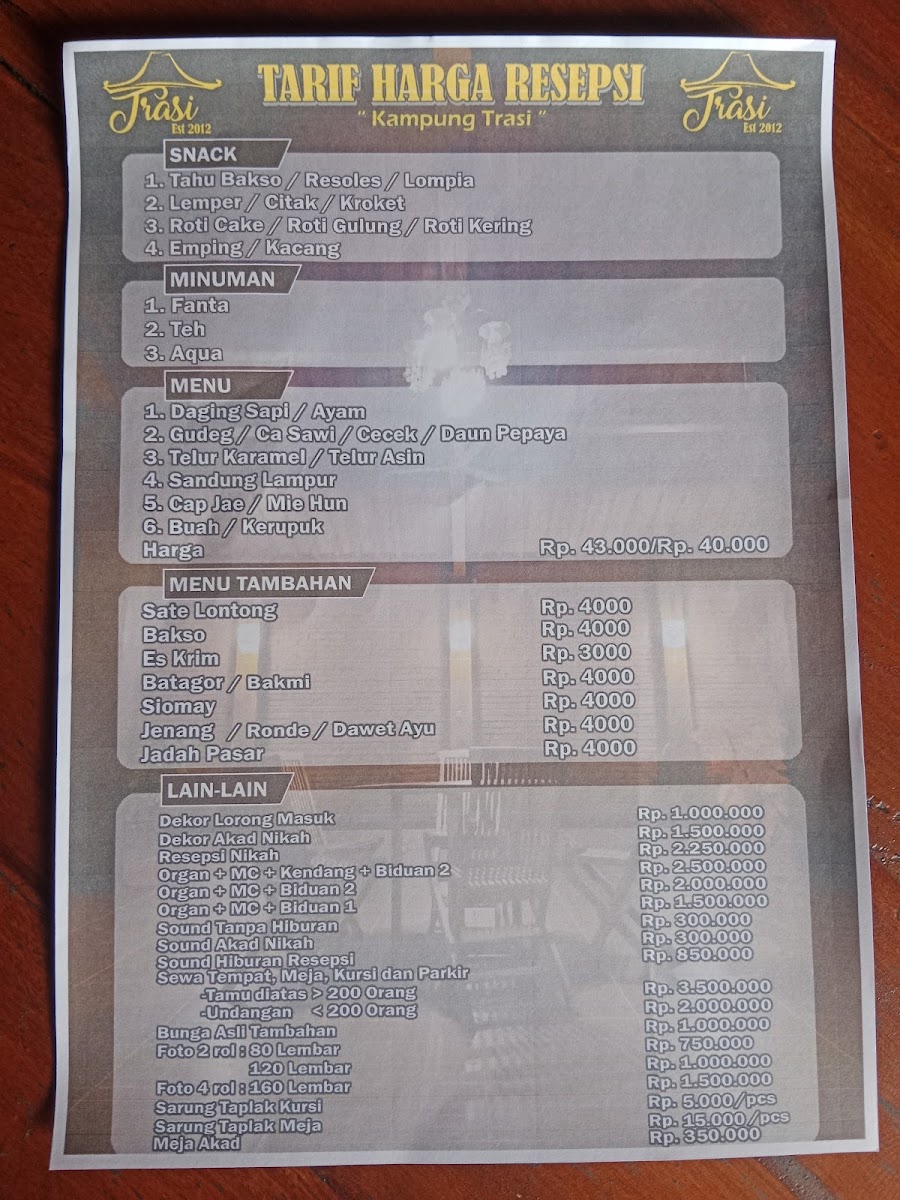 Trasi
Est 2012
TARIF HARGA RESEPSI
" Kampung Trasi "
Trasi
Est 2012
SNACK
1. Tahu Bakso / Resoles / Lompia
2. Lemper / Citak / Kroket
3. Roti Cake / Roti Gulung / Roti Kering
4. Emping / Kacang
MINUMAN
1. Fanta
2. Teh
3. Aqua
MENU
1. Daging Sapi / Ayam
2. Gudeg / Ca Sawi / Cecek / Daun Pepaya
3. Telur Karamel / Telur Asin
4. Sandung Lampur
5. Cap Jae / Mie Hun
6. Buah / Kerupuk
Harga Rp. 43.000/Rp. 40.000
MENU TAMBAHAN
Sate Lontong Rp. 4000
Bakso Rp. 4000
Es Krim Rp. 3000
Batagor / Bakmi Rp. 4000
Siomay Rp. 4000
Jenang / Ronde / Dawet Ayu Rp. 4000
Jadah Pasar Rp. 4000
LAIN-LAIN
Dekor Lorong Masuk Rp. 1.000.000
Dekor Akad Nikah Rp. 1.500.000
Resepsi Nikah Rp. 2.250.000
Organ + MC + Kendang + Biduan 2 Rp. 2.500.000
Organ + MC + Biduan 2 Rp. 2.000.000
Organ + MC + Biduan 1 Rp. 1.500.000
Sound Tanpa Hiburan Rp. 300.000
Sound Akad Nikah Rp. 300.000
Sound Hiburan Resepsi Rp. 850.000
Sewa Tempat, Meja, Kursi dan Parkir
-Tamu diatas > 200 Orang Rp. 3.500.000
-Undangan < 200 Orang Rp. 2.000.000
Bunga Asli Tambahan Rp. 1.000.000
Foto 2 rol : 80 Lembar Rp. 750.000
120 Lembar Rp. 1.000.000
Foto 4 rol : 160 Lembar Rp. 1.500.000
Sarung Taplak Kursi Rp. 5.000/pcs
Sarung Taplak Meja Rp. 15.000/pcs
Meja Akad Rp. 350.000